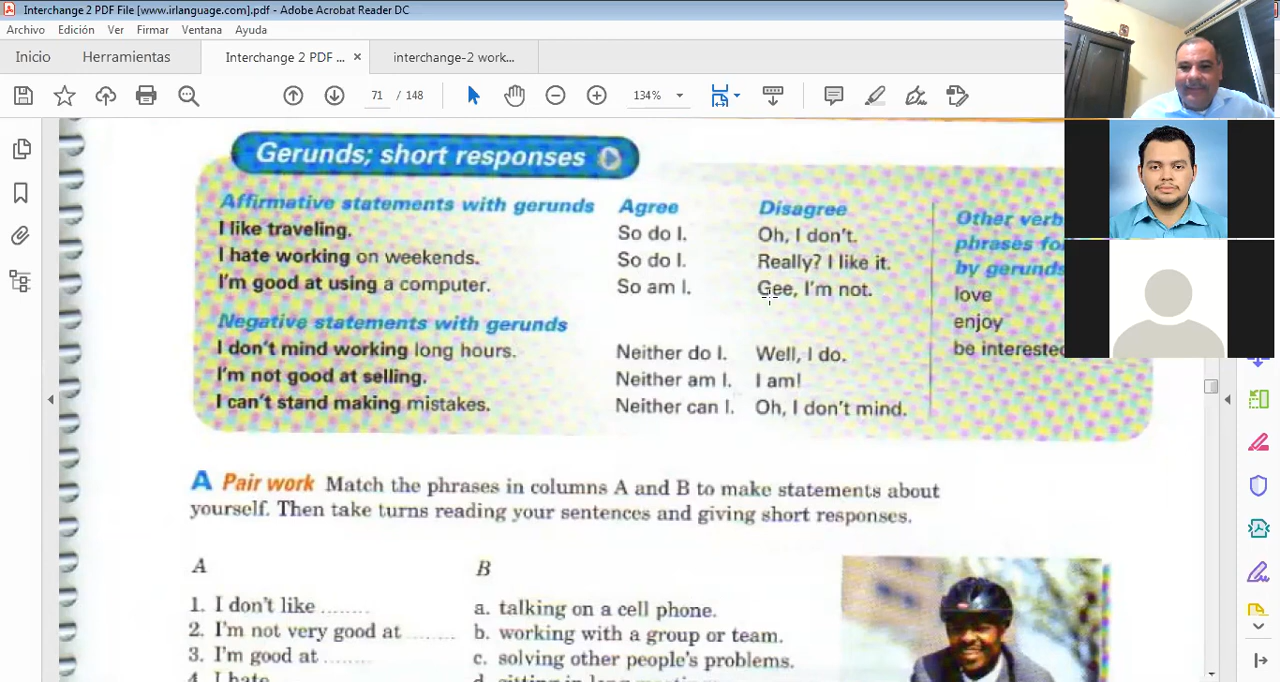 Interchange 2 PDF File [www.irlanguage.com].pdf - Adobe Acrobat Reader DC
Archivo Edición Ver Firmar Ventana Ayuda
Inicio Herramientas Interchange 2 PDF ... × interchange-2 work...
71 / 148 134%
Gerunds; short responses
Affirmative statements with gerunds Agree Disagree
I like traveling. So do I. Oh, I don't.
I hate working on weekends. So do I. Really? I like it.
I'm good at using a computer. So am I. Gee, I'm not.
Negative statements with gerunds
I don't mind working long hours. Neither do I. Well, I do.
I'm not good at selling. Neither am I. I am!
I can't stand making mistakes. Neither can I. Oh, I don't mind.
Other verb
phrases fo
by gerunds
love
enjoy
be interested
A Pair work Match the phrases in columns A and B to make statements about
yourself. Then take turns reading your sentences and giving short responses.
A B
1. I don't like ........ a. talking on a cell phone.
2. I'm not very good at ........ b. working with a group or team.
3. I'm good at ........ c. solving other people's problems.
4. I hate